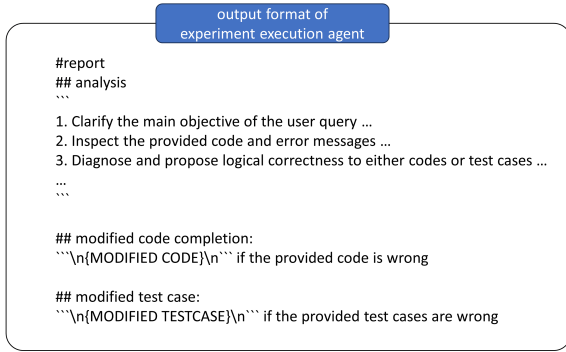 output format of
experiment execution agent
#report
## analysis
```
1. Clarify the main objective of the user query ...
2. Inspect the provided code and error messages ...
3. Diagnose and propose logical correctness to either codes or test cases ...
...
```
## modified code completion:
```\n{MODIFIED CODE}\n``` if the provided code is wrong
## modified test case:
```\n{MODIFIED TESTCASE}\n``` if the provided test cases are wrong